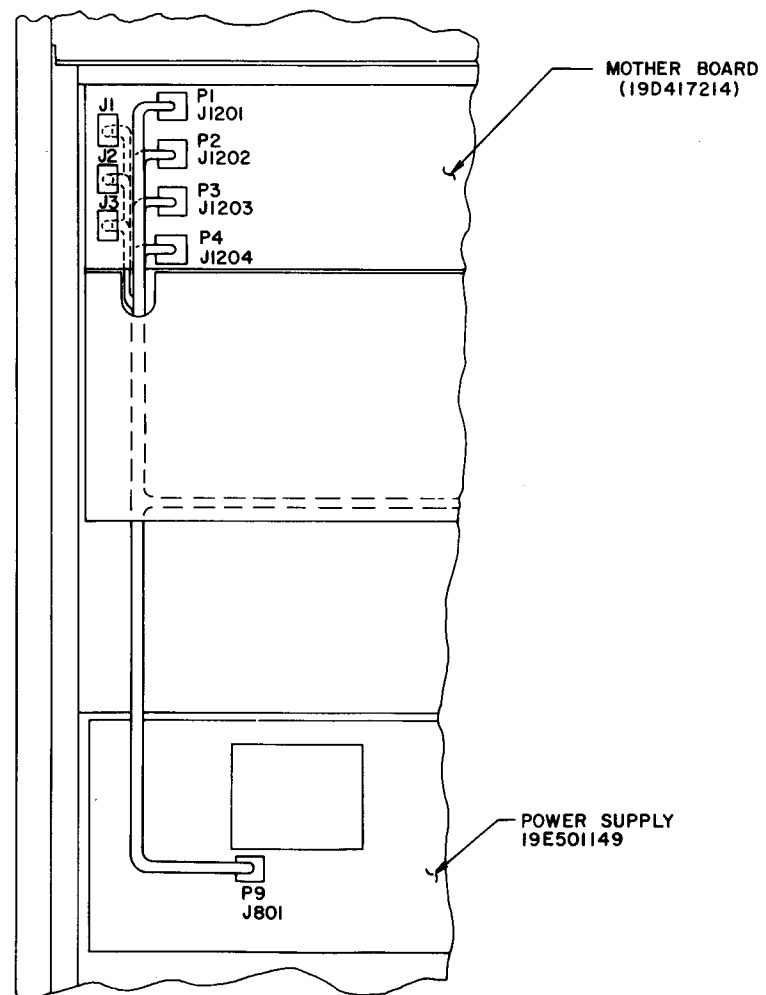 MOTHER BOARD
(19D417214)
J1
J2
J3
P1
J1201
P2
J1202
P3
J1203
P4
J1204
POWER SUPPLY
19E501149
P9
J801